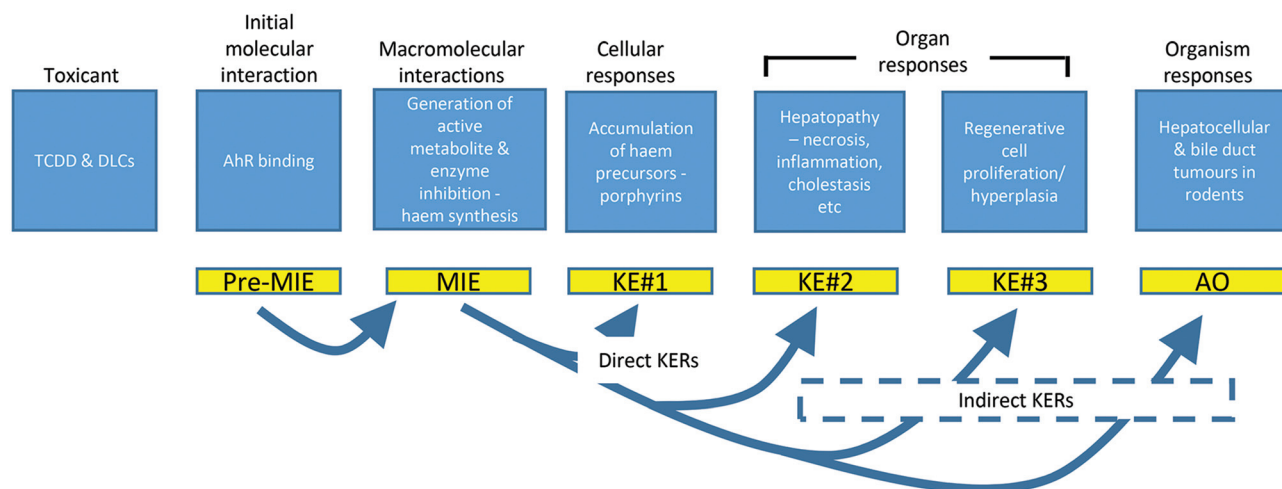 Toxicant
Initial
molecular
interaction
Macromolecular
interactions
Cellular
responses
Organ
responses
Organism
responses
TCDD & DLCs
AhR binding
Generation of
active
metabolite &
enzyme
inhibition -
haem synthesis
Accumulation
of haem
precursors -
porphyrins
Hepatopathy
– necrosis,
inflammation,
cholestasis
etc
Regenerative
cell
proliferation/
hyperplasia
Hepatocellular
& bile duct
tumours in
rodents
Pre-MIE
MIE
KE#1
KE#2
KE#3
AO
Direct KERs
Indirect KERs